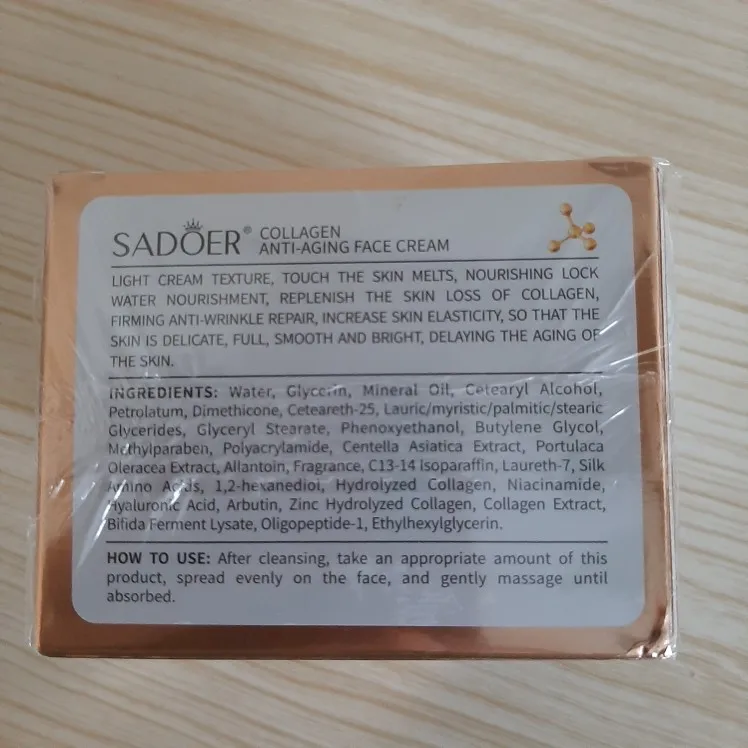 SADOER® COLLAGEN
ANTI-AGING FACE CREAM
LIGHT CREAM TEXTURE, TOUCH THE SKIN MELTS, NOURISHING LOCK
WATER NOURISHMENT, REPLENISH THE SKIN LOSS OF COLLAGEN,
FIRMING ANTI-WRINKLE REPAIR, INCREASE SKIN ELASTICITY, SO THAT THE
SKIN IS DELICATE, FULL, SMOOTH AND BRIGHT, DELAYING THE AGING OF
THE SKIN.
INGREDIENTS: Water, Glycerin, Mineral Oil, Cetearyl Alcohol,
Petrolatum, Dimethicone, Ceteareth-25, Lauric/myristic/palmitic/stearic
Glycerides, Glyceryl Stearate, Phenoxyethanol, Butylene Glycol,
Methylparaben, Polyacrylamide, Centella Asiatica Extract, Portulaca
Oleracea Extract, Allantoin, Fragrance, C13-14 Isoparaffin, Laureth-7, Silk
Amino Acids, 1,2-hexanedioi, Hydrolyzed Collagen, Niacinamide,
Hyaluronic Acid, Arbutin, Zinc Hydrolyzed Collagen, Collagen Extract,
Bifida Ferment Lysate, Oligopeptide-1, Ethylhexylglycerin.
HOW TO USE: After cleansing, take an appropriate amount of this
product, spread evenly on the face, and gently massage until
absorbed.